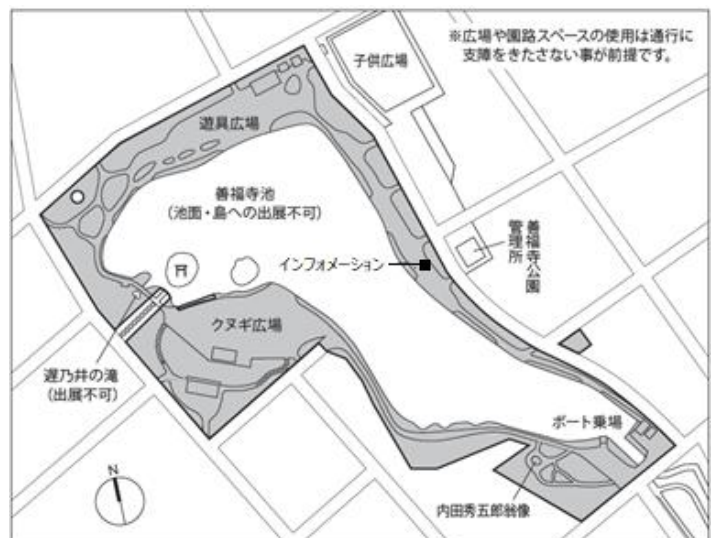 ※広場や園路スペースの使用は通行に
支障をきたさない事が前提です。
子供広場
遊具広場
善福寺池
(池面・島への出展不可)
善福寺公園
管理所
インフォメーション
クヌギ広場
遅乃井の滝
(出展不可)
ボート乗場
N
内田秀五郎翁像